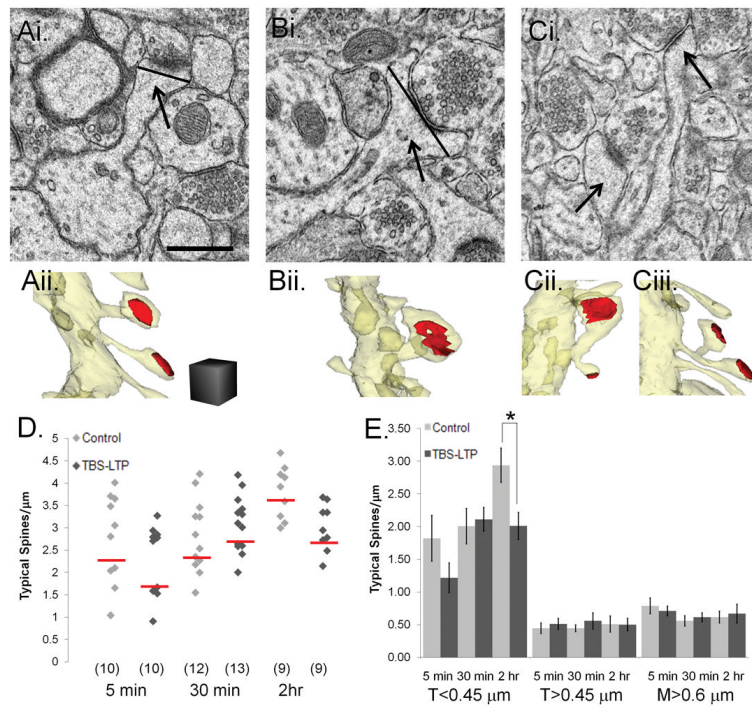 Ai.
Bi.
Ci.
Aii.
Bii.
Cii.
Ciii.
D.
Control
TBS-LTP
Typical Spines/μm
5
4.5
4
3.5
3
2.5
2
1.5
1
0.5
0
(10) (10) (12) (13) (9) (9)
5 min 30 min 2hr
E.
Control
TBS-LTP
*
Typical Spines/μm
3.50
3.00
2.50
2.00
1.50
1.00
0.50
0.00
5 min 30 min 2 hr 5 min 30 min 2 hr 5 min 30 min 2 hr
T<0.45 μm T>0.45 μm M>0.6 μm